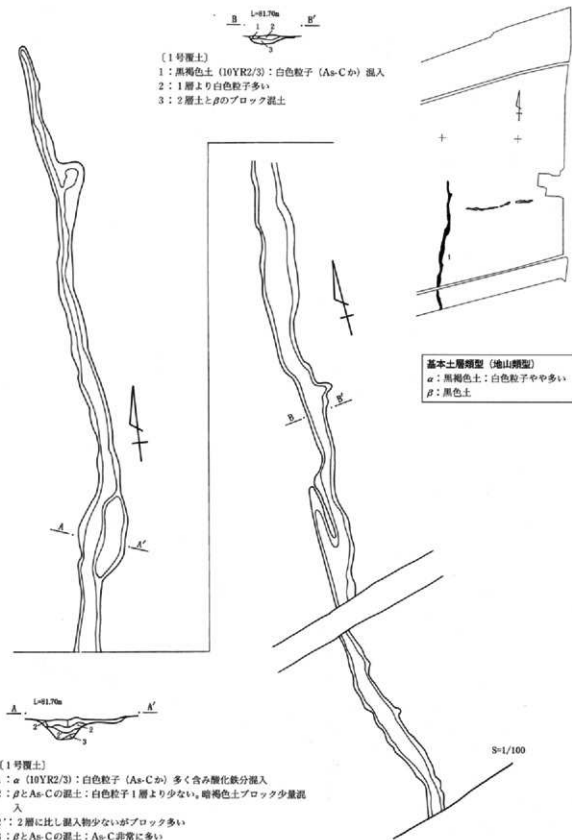 B L=81.70m B'
1 2
3
〔1号覆土〕
1：黒褐色土（10YR2/3）：白色粒子（As-Cか）混入
2：1層より白色粒子多い
3：2層土とβのブロック混土
B B'
基本土層類型（地山類型）
α：黒褐色土：白色粒子やや多い
β：黒色土
A A'
A L=81.70m A'
2 2
3
〔1号覆土〕
：α（10YR2/3）：白色粒子（As-Cか）多く含み酸化鉄分混入
：βとAs-Cの混土：白色粒子1層より少ない。暗褐色土ブロック少量混
入
'：2層に比し混入物少ないがブロック多い
：βとAs-Cの混土：As-C非常に多い
S=1/100